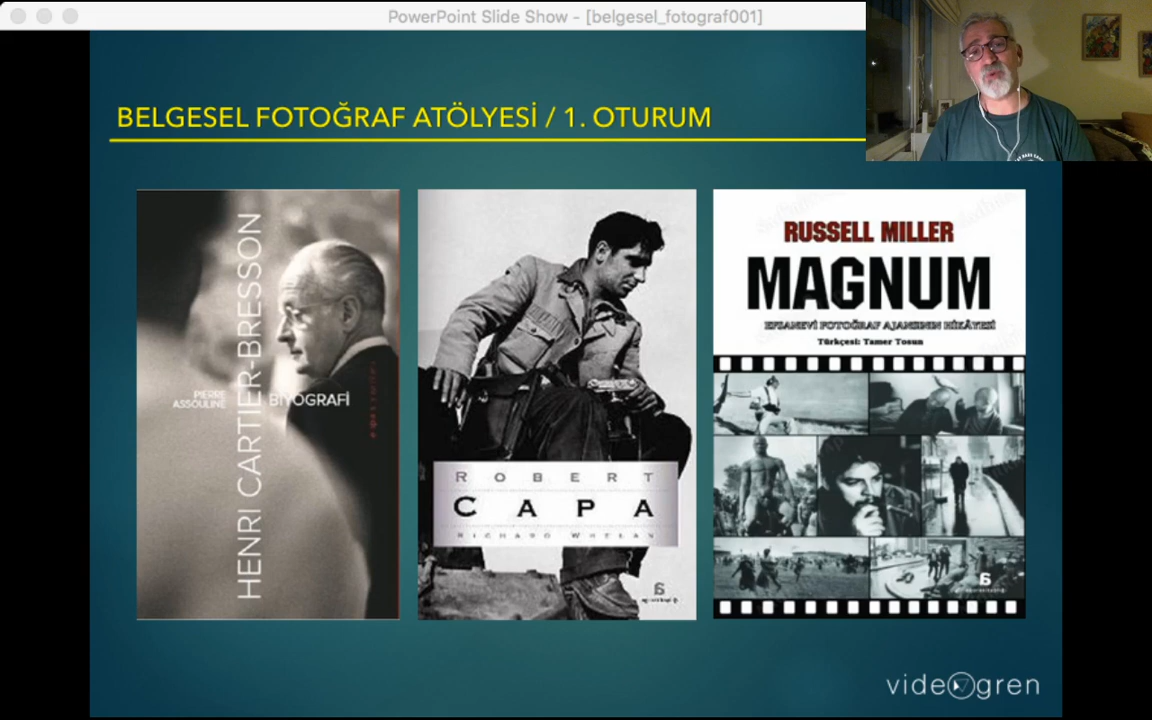 PowerPoint Slide Show - [belgesel_fotograf001]
BELGESEL FOTOĞRAF ATÖLYESİ / 1. OTURUM
HENRI CARTIER-BRESSON
PIERRE
ASSOULINE
BİYOGRAFİ
ROBERT
CAPA
RICHARD WHELAN
RUSSELL MILLER
MAGNUM
EFSANEVİ FOTOĞRAF AJANSININ HİKÂYESİ
Türkçesi: Tamer Tosun
videogren